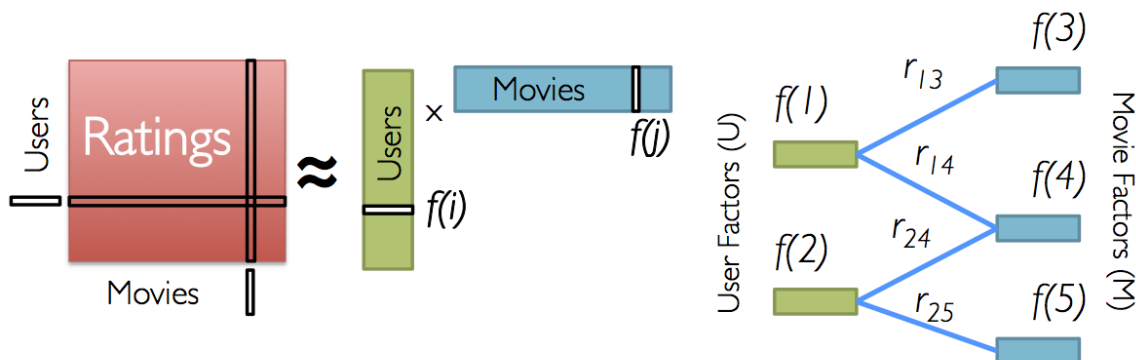 Users
Ratings
Movies
≈
Users
f(i)
x
Movies
f(j)
User Factors (U)
f(1)
f(2)
r13
r14
r24
r25
f(3)
f(4)
f(5)
Movie Factors (M)